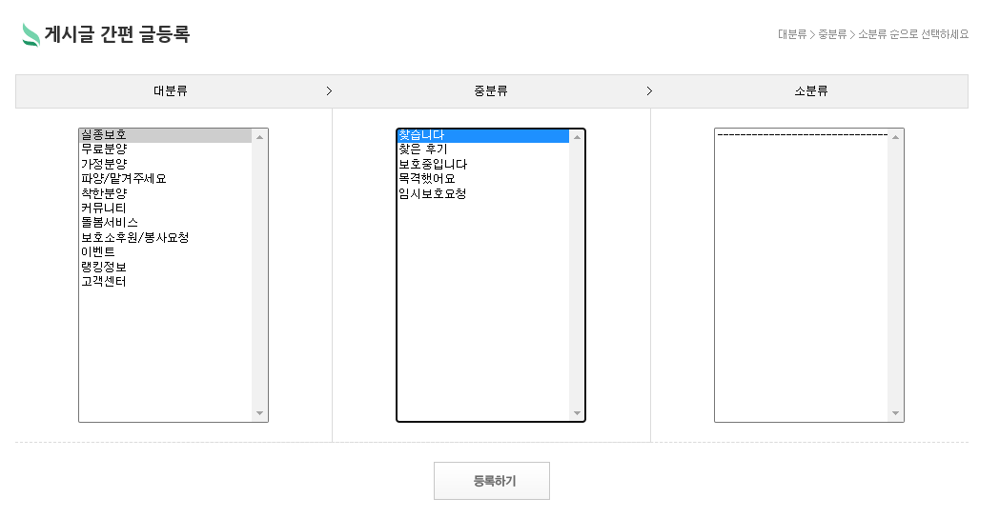 게시글 간편 글등록
대분류 > 중분류 > 소분류 순으로 선택하세요
대분류 > 중분류 > 소분류
실종보호
무료분양
가정분양
파양/맡겨주세요
착한분양
커뮤니티
돌봄서비스
보호소후원/봉사요청
이벤트
랭킹정보
고객센터
찾습니다
찾은 후기
보호중입니다
목격했어요
임시보호요청
------------------------------
등록하기